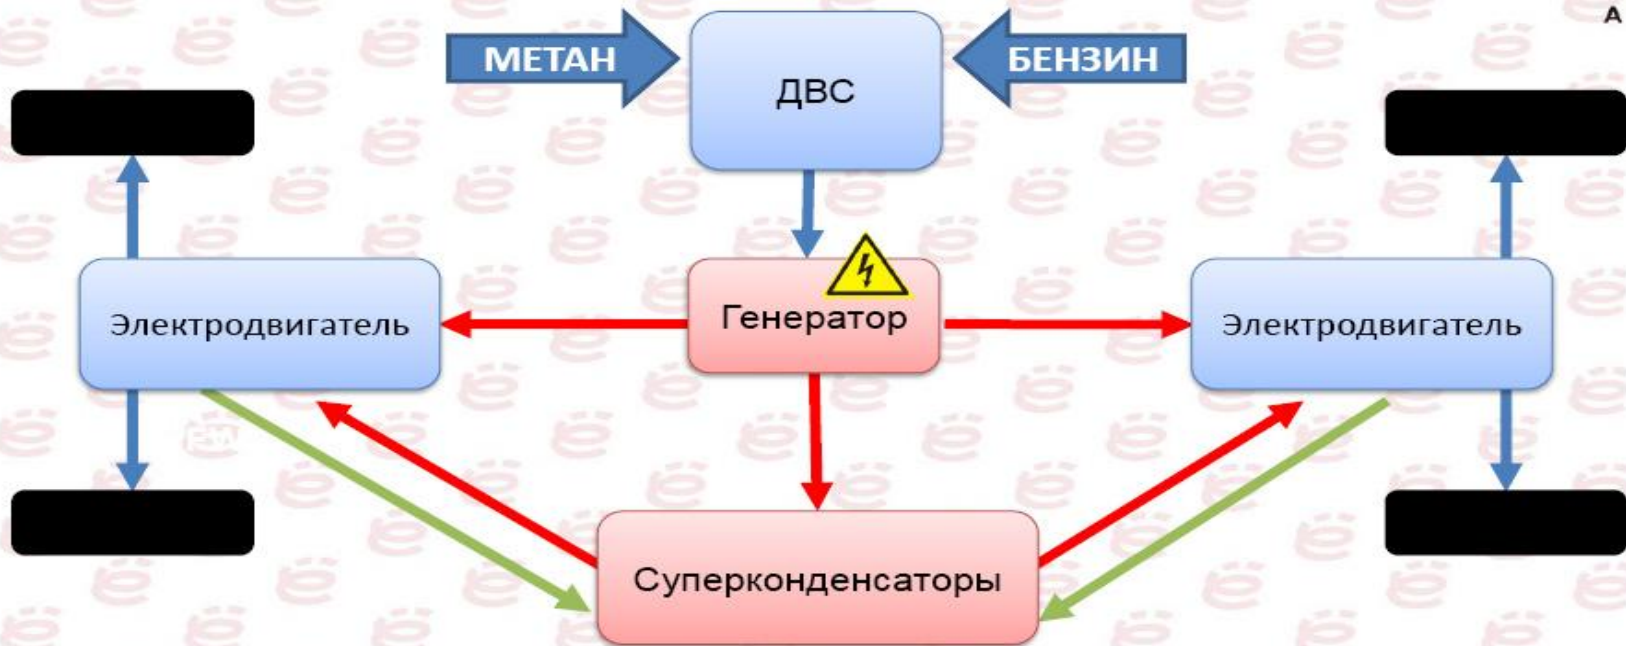 А
МЕТАН
ДВС
БЕНЗИН
Электродвигатель
Генератор
Электродвигатель
Суперконденсаторы